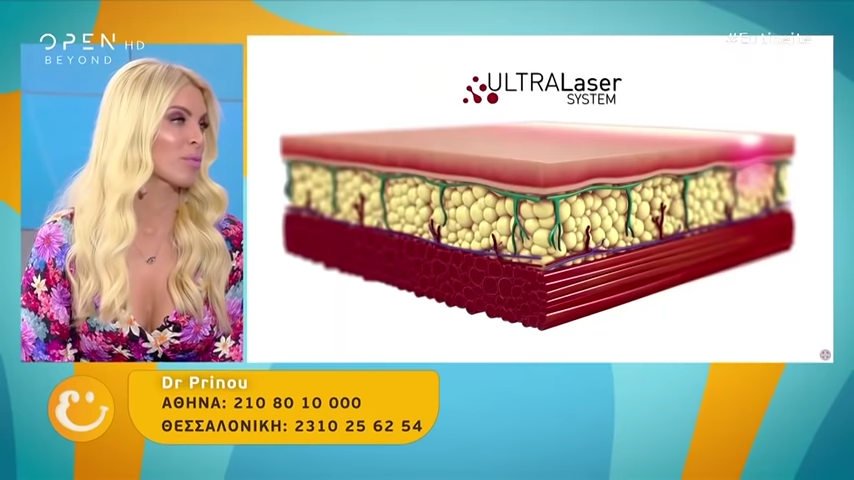 OPEN HD
BEYOND
#Eutixeite
ULTRALaser
SYSTEM
Dr Prinou
ΑΘΗΝΑ: 210 80 10 000
ΘΕΣΣΑΛΟΝΙΚΗ: 2310 25 62 54